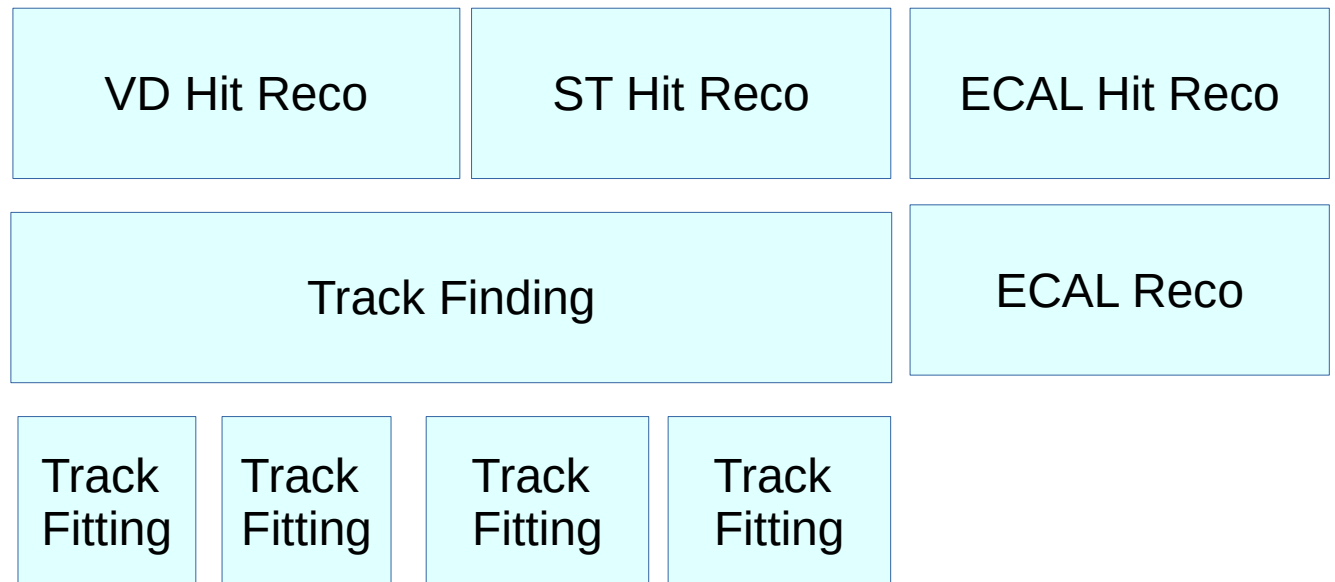 VD Hit Reco
ST Hit Reco
ECAL Hit Reco
Track Finding
ECAL Reco
Track
Fitting
Track
Fitting
Track
Fitting
Track
Fitting